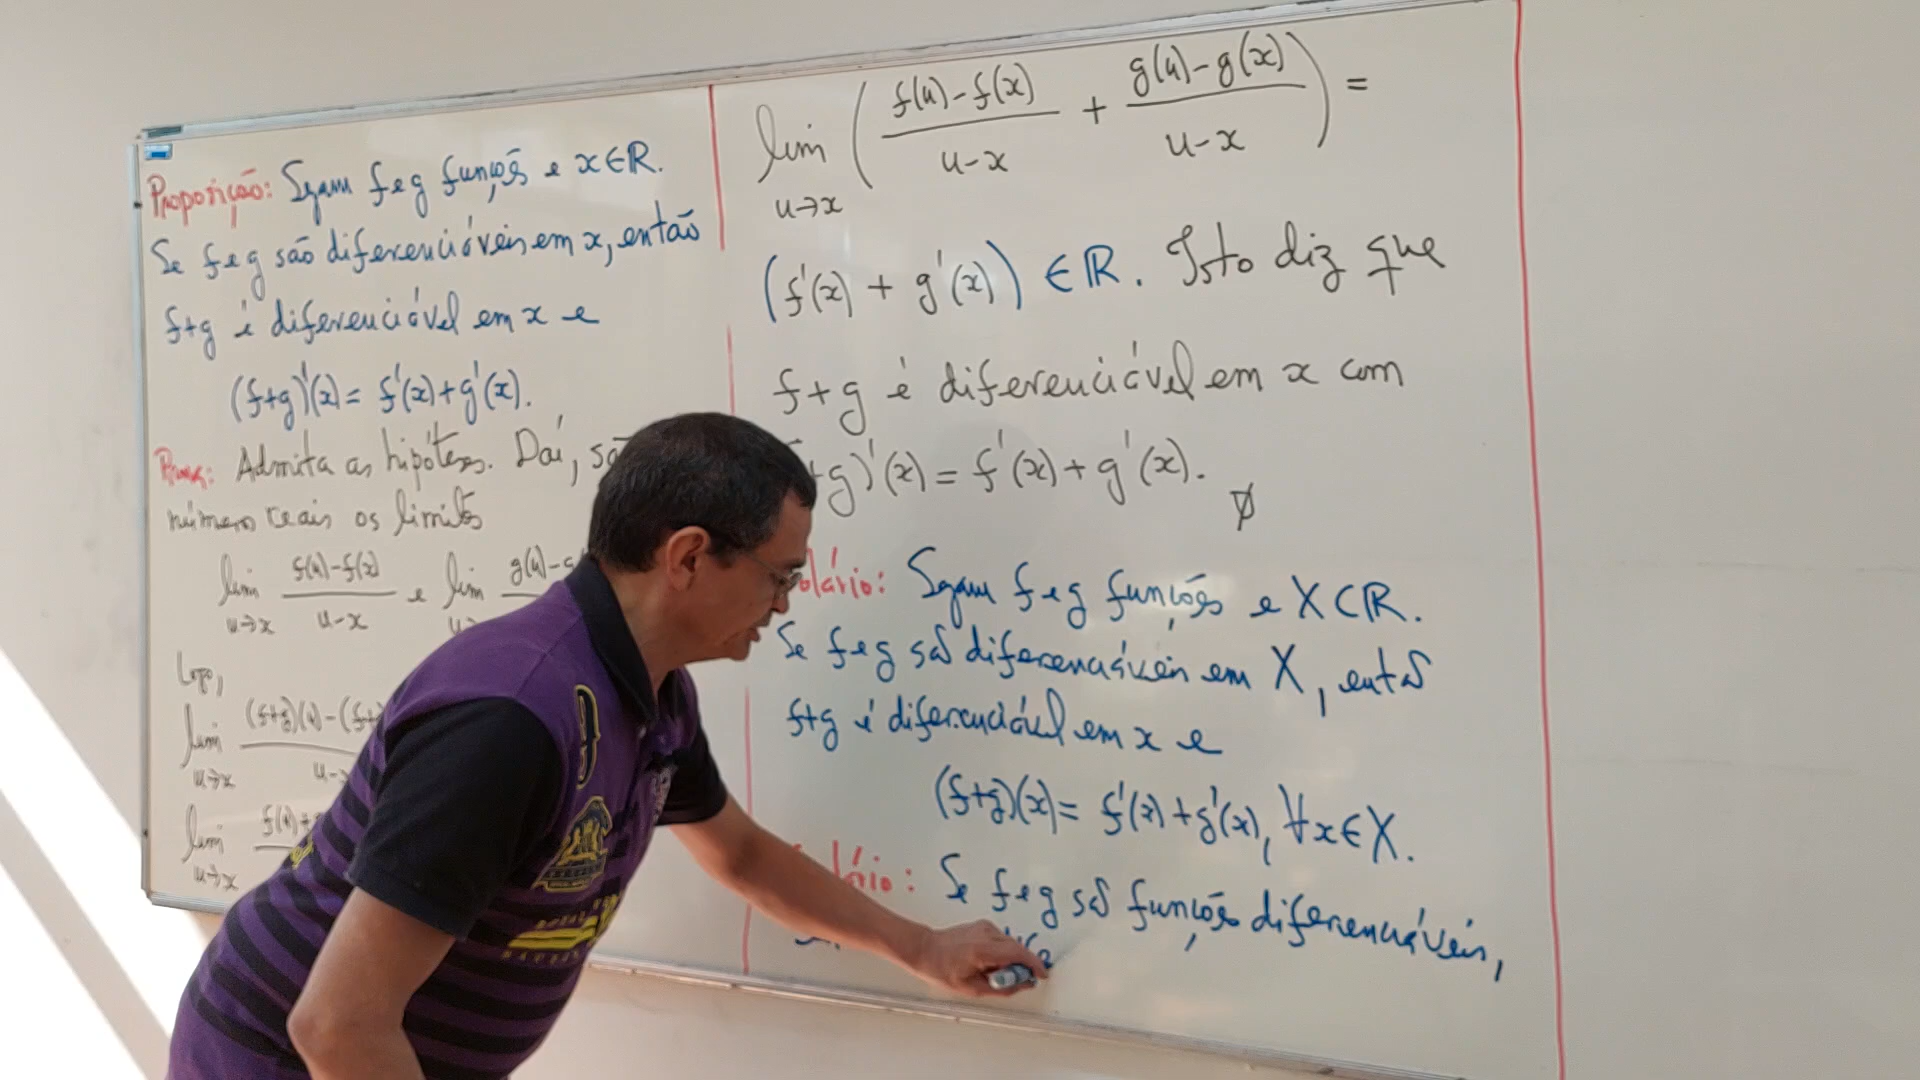 Proposição: Sejam f e g funções e x∈ℝ.
Se f e g são diferenciáveis em x, então
f+g é diferenciável em x e
(f+g)'(x) = f'(x)+g'(x).
Prova: Admita as hipóteses. Daí, sã
números reais os limites
lim f(u)-f(x) / u-x e lim g(u)-g
u→x
Logo,
lim (f+g)(u)-(f+g / u-x
u→x
lim f(u)+g
u→x
lim ( f(u)-f(x) / u-x + g(u)-g(x) / u-x ) =
u→x
(f'(x) + g'(x)) ∈ℝ. Isto diz que
f+g é diferenciável em x com
+g)'(x) = f'(x)+g'(x).
olário: Sejam f e g funções e X⊂ℝ.
Se f e g são diferenciáveis em X, então
f+g é diferenciável em x e
(f+g)(x) = f'(x)+g'(x), ∀x∈X.
lário: Se f e g são funções diferenciáveis,